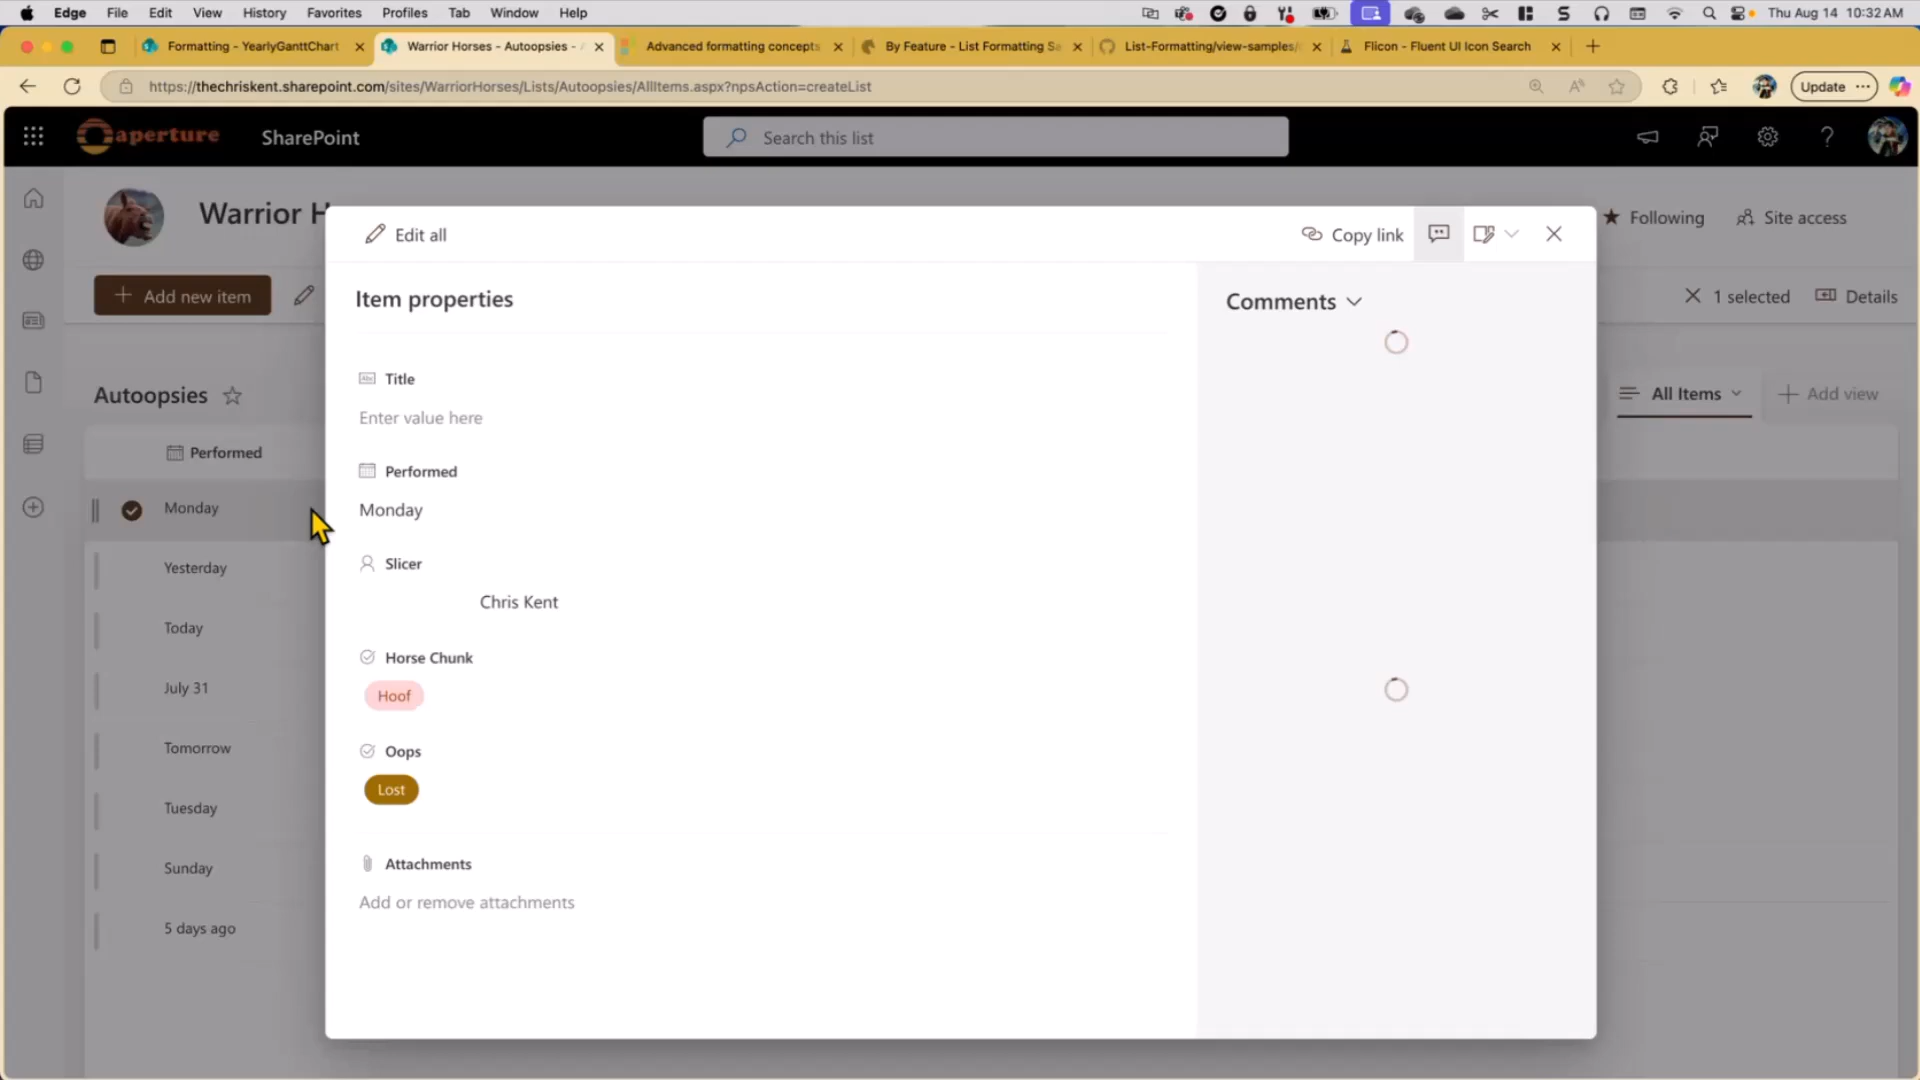 Edge File Edit View History Favorites Profiles Tab Window Help Thu Aug 14 10:32 AM
Formatting - YearlyGanttChart Warrior Horses - Autoopsies - Advanced formatting concepts By Feature - List Formatting Sa List-Formatting/view-samples/ Flicon - Fluent UI Icon Search
https://thechriskent.sharepoint.com/sites/WarriorHorses/Lists/Autoopsies/AllItems.aspx?npsAction=createList Update
aperture SharePoint Search this list
Warrior H Following Site access
Edit all Copy link
Add new item 1 selected Details
Item properties Comments
Title
Autoopsies All Items Add view
Enter value here
Performed
Performed
Monday
Monday
Slicer
Yesterday
Chris Kent
Today
Horse Chunk
July 31
Hoof
Tomorrow
Oops
Lost
Tuesday
Attachments
Sunday
Add or remove attachments
5 days ago